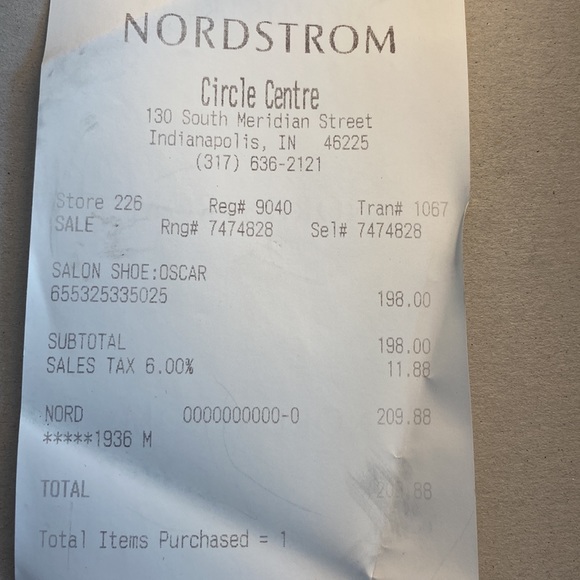 NORDSTROM
Circle Centre
130 South Meridian Street
Indianapolis, IN 46225
(317) 636-2121
Store 226 Reg# 9040 Tran# 1067
SALE Rng# 7474828 Sel# 7474828
SALON SHOE:OSCAR
655325335025 198.00
SUBTOTAL 198.00
SALES TAX 6.00% 11.88
NORD 0000000000-0 209.88
*****1936 M
TOTAL 209.88
Total Items Purchased = 1